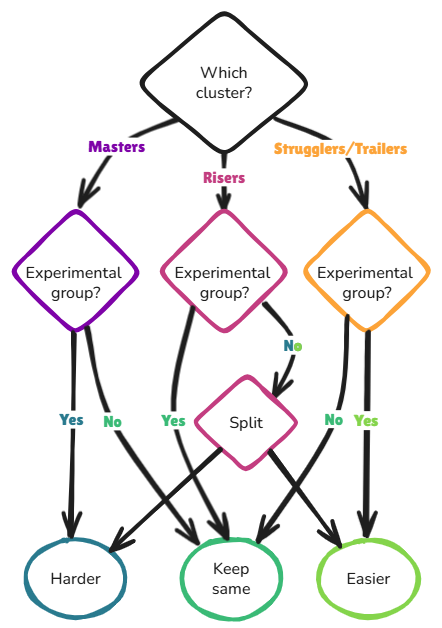 Which
cluster?
Masters
Strugglers/Trailers
Risers
Experimental
group?
Experimental
group?
Experimental
group?
No
Yes
No
Yes
Split
No
Yes
Harder
Keep
same
Easier